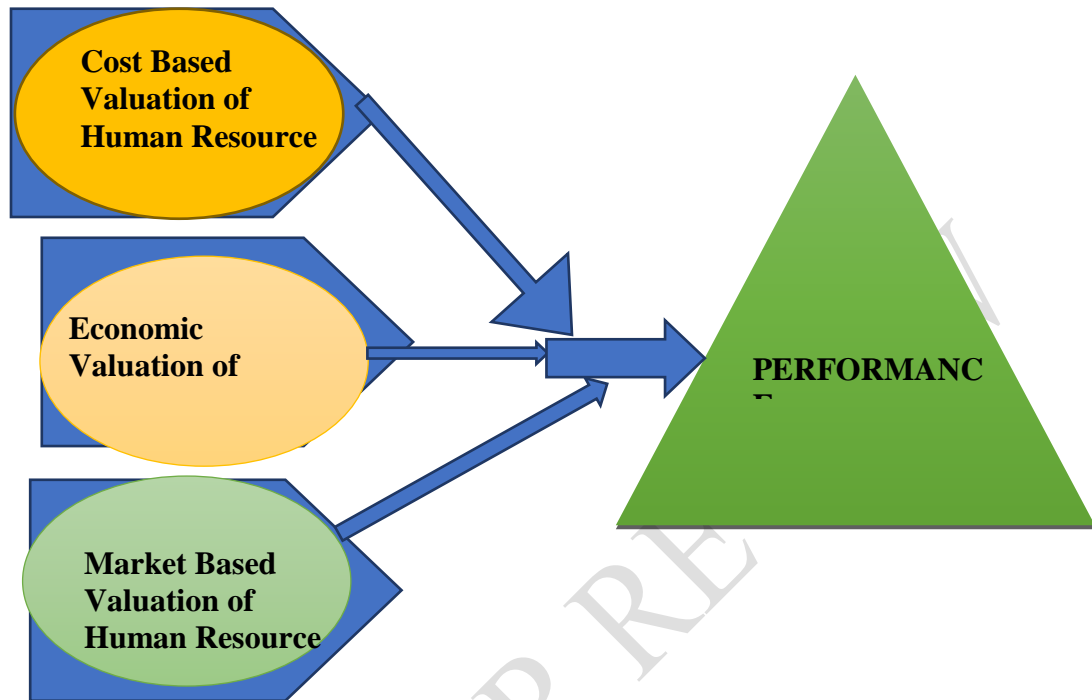 Cost Based
Valuation of
Human Resource
Economic
Valuation of
PERFORMANC
Market Based
Valuation of
Human Resource